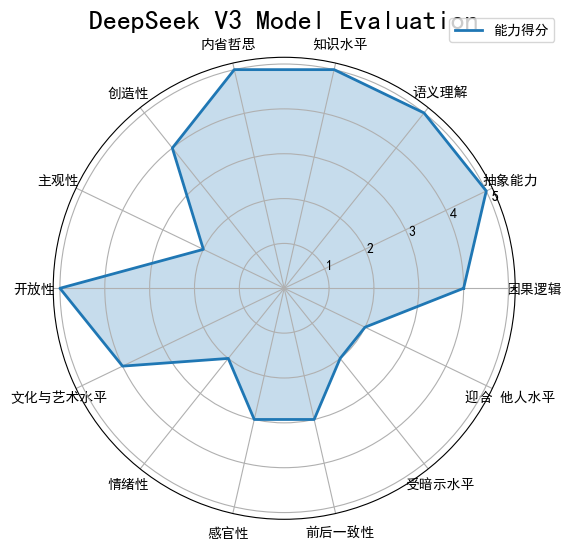 DeepSeek V3 Model Evaluation
能力得分
内省哲思
知识水平
创造性
语义理解
主观性
抽象能力
5
4
3
2
1
开放性
因果逻辑
文化与艺术水平
迎合 他人水平
情绪性
受暗示水平
感官性
前后一致性